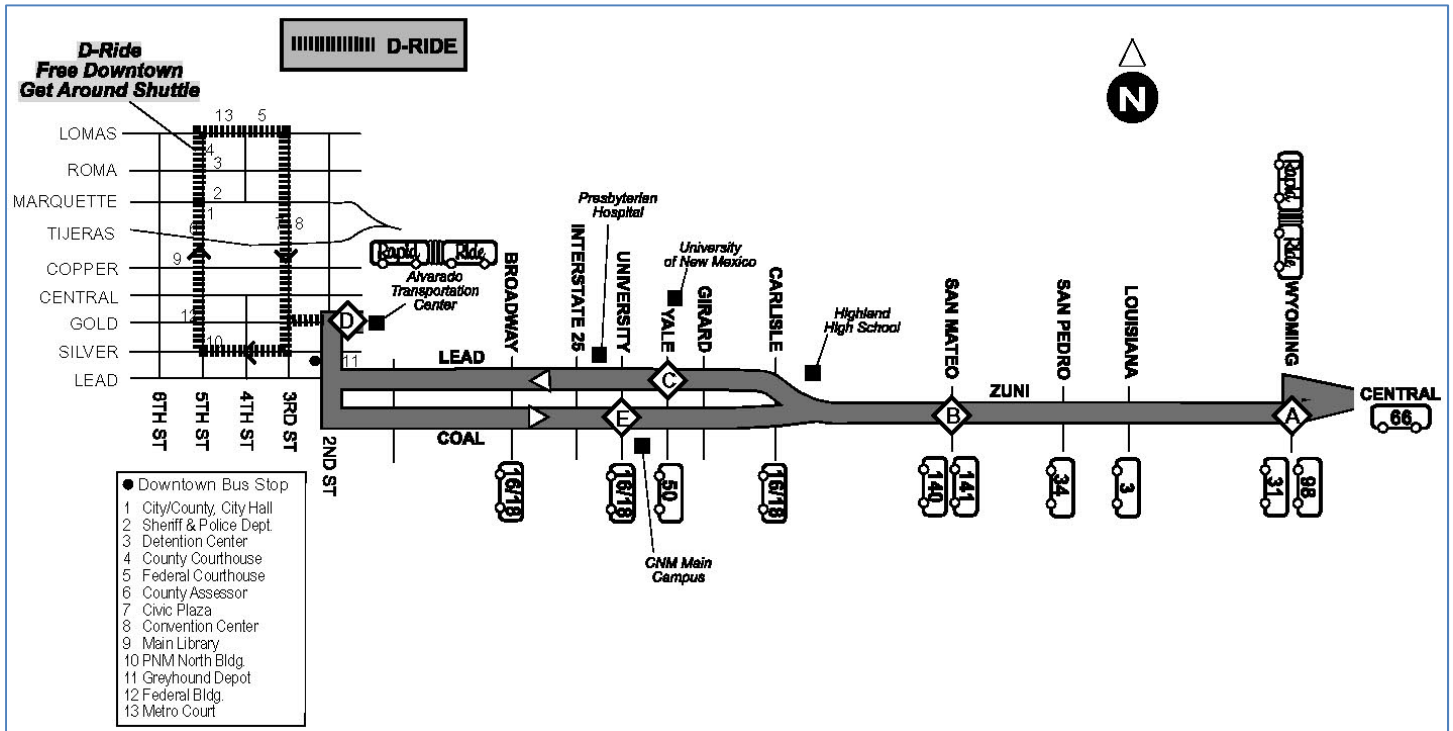 D-RIDE
D-Ride
Free Downtown
Get Around Shuttle
N
13 5
LOMAS
4
ROMA
3
MARQUETTE
2
1
TIJERAS
6
7 8
COPPER
9
CENTRAL
GOLD
12
SILVER
10
11
LEAD
6TH ST
5TH ST
4TH ST
3RD ST
2ND ST
D
Rapid Ride
Alvarado
Transportation
Center
BROADWAY
INTERSTATE 25
Presbyterian
Hospital
UNIVERSITY
University
of New Mexico
YALE
GIRARD
CARLISLE
Highland
High School
SAN MATEO
SAN PEDRO
LOUISIANA
Rapid Ride
WYOMING
LEAD
C
ZUNI
COAL
E
B
A
CENTRAL
66
16/18
16/18
50
16/18
140
141
34
3
31
98
CNM Main
Campus
Downtown Bus Stop
1 City/County, City Hall
2 Sheriff & Police Dept.
3 Detention Center
4 County Courthouse
5 Federal Courthouse
6 County Assessor
7 Civic Plaza
8 Convention Center
9 Main Library
10 PNM North Bldg.
11 Greyhound Depot
12 Federal Bldg.
13 Metro Court